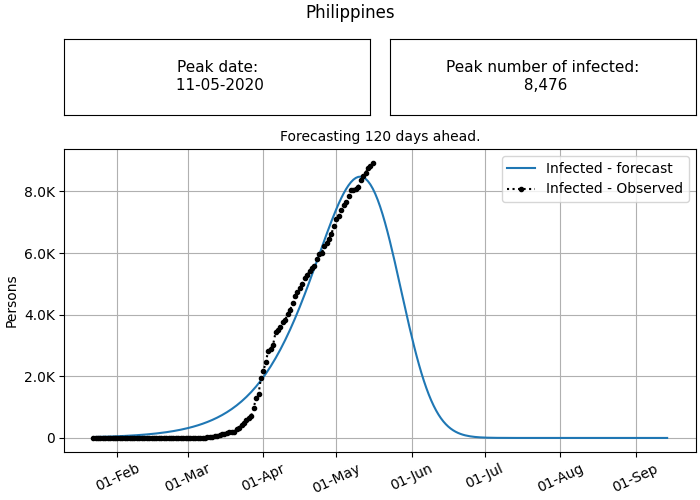 Philippines
Peak date:
11-05-2020
Peak number of infected:
8,476
Forecasting 120 days ahead.
Infected - forecast
Infected - Observed
Persons
8.0K
6.0K
4.0K
2.0K
0
01-Feb
01-Mar
01-Apr
01-May
01-Jun
01-Jul
01-Aug
01-Sep